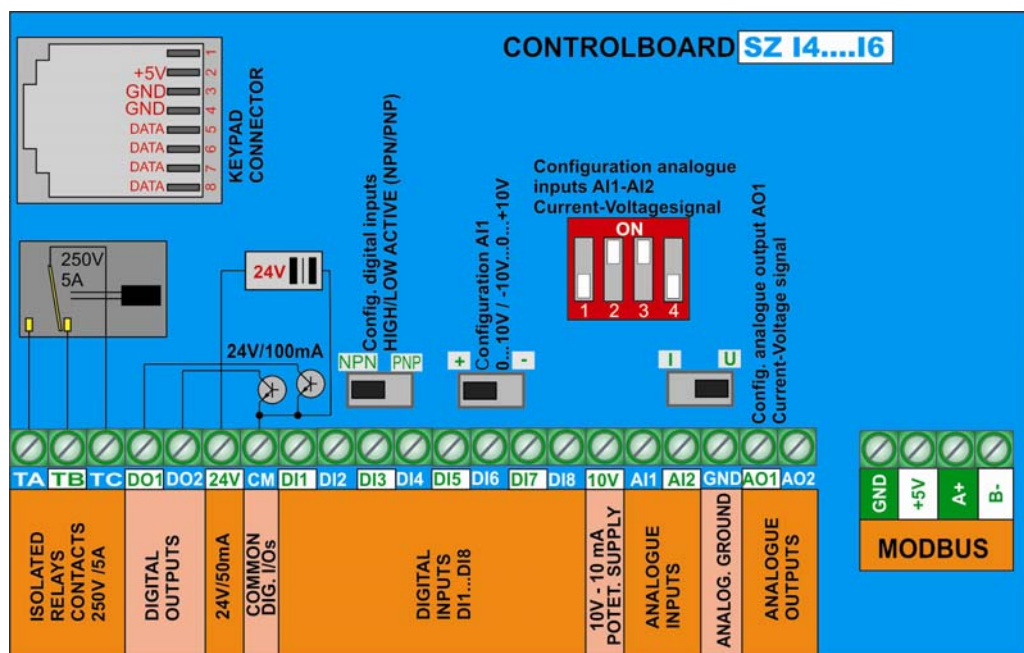 CONTROLBOARD SZ I4....I6
1
+5V 2
GND 3
GND 4
DATA 5
DATA 6
DATA 7
DATA 8
KEYPAD
CONNECTOR
250V
5A
24V
24V/100mA
Config. digital inputs
HIGH/LOW ACTIVE (NPN/PNP)
NPN PNP
Configuration AI1
0...10V / -10V...0...+10V
+ -
Configuration analogue
inputs AI1-AI2
Current-Voltagesignal
ON
1 2 3 4
I U
Config. analogue output AO1
Current-Voltage signal
TA TB TC DO1 DO2 24V CM DI1 DI2 DI3 DI4 DI5 DI6 DI7 DI8 10V AI1 AI2 GND AO1 AO2
ISOLATED
RELAYS
CONTACTS
250V /5A
DIGITAL
OUTPUTS
24V/50mA
COMMON
DIG. I/Os
DIGITAL
INPUTS
DI1...DI8
10V - 10 mA
POTET. SUPPLY
ANALOGUE
INPUTS
ANALOG. GROUND
ANALOGUE
OUTPUTS
GND +5V A+ B-
MODBUS